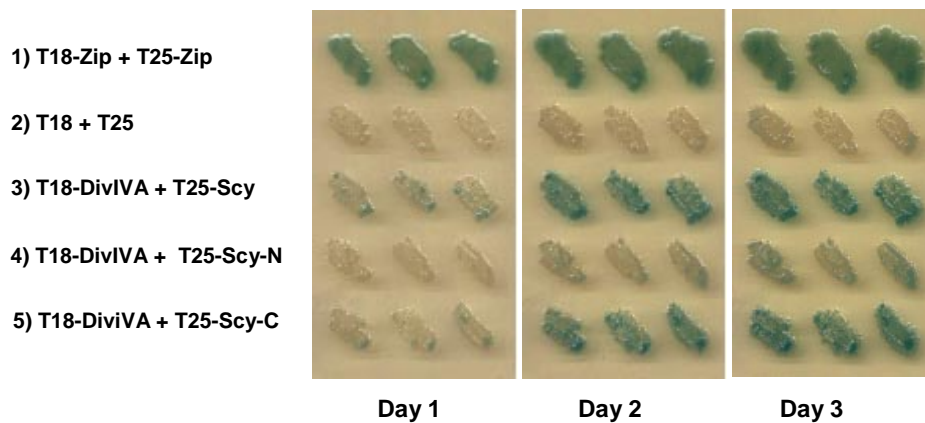 1) T18-Zip + T25-Zip
2) T18 + T25
3) T18-DivIVA + T25-Scy
4) T18-DivIVA + T25-Scy-N
5) T18-DiviVA + T25-Scy-C
Day 1 Day 2 Day 3